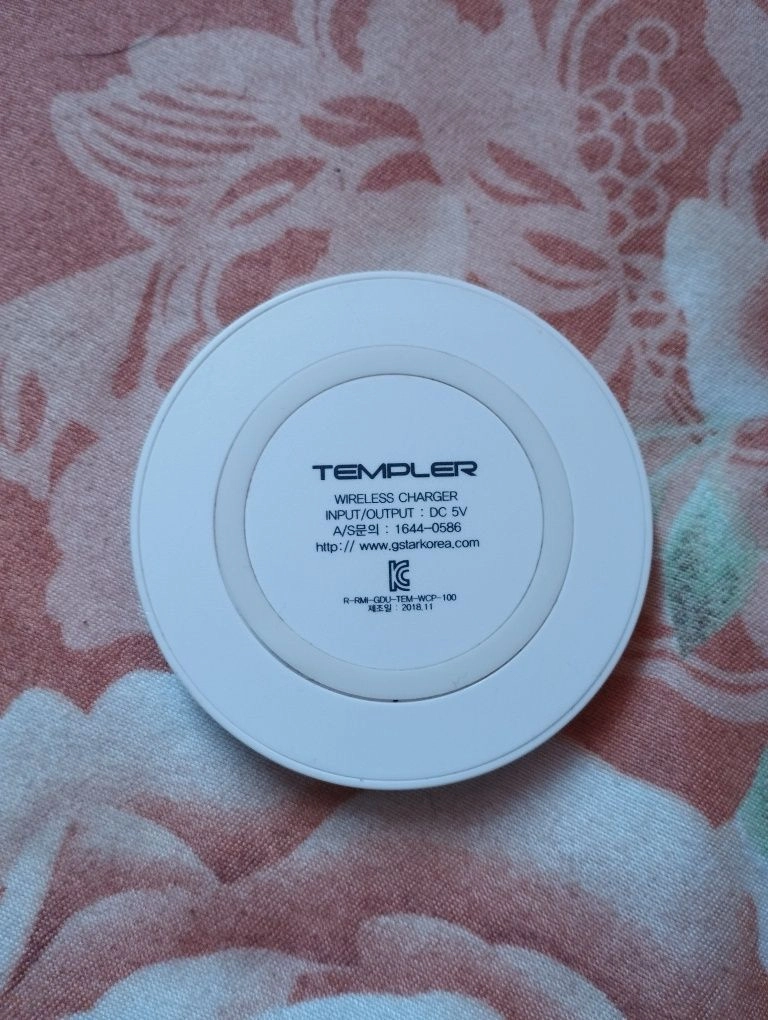 TEMPLER
WIRELESS CHARGER
INPUT/OUTPUT : DC 5V
A/S문의 : 1644-0586
http:// www.gstarkorea.com
R-RMI-GDU-TEM-WCP-100
제조일 : 2018.11